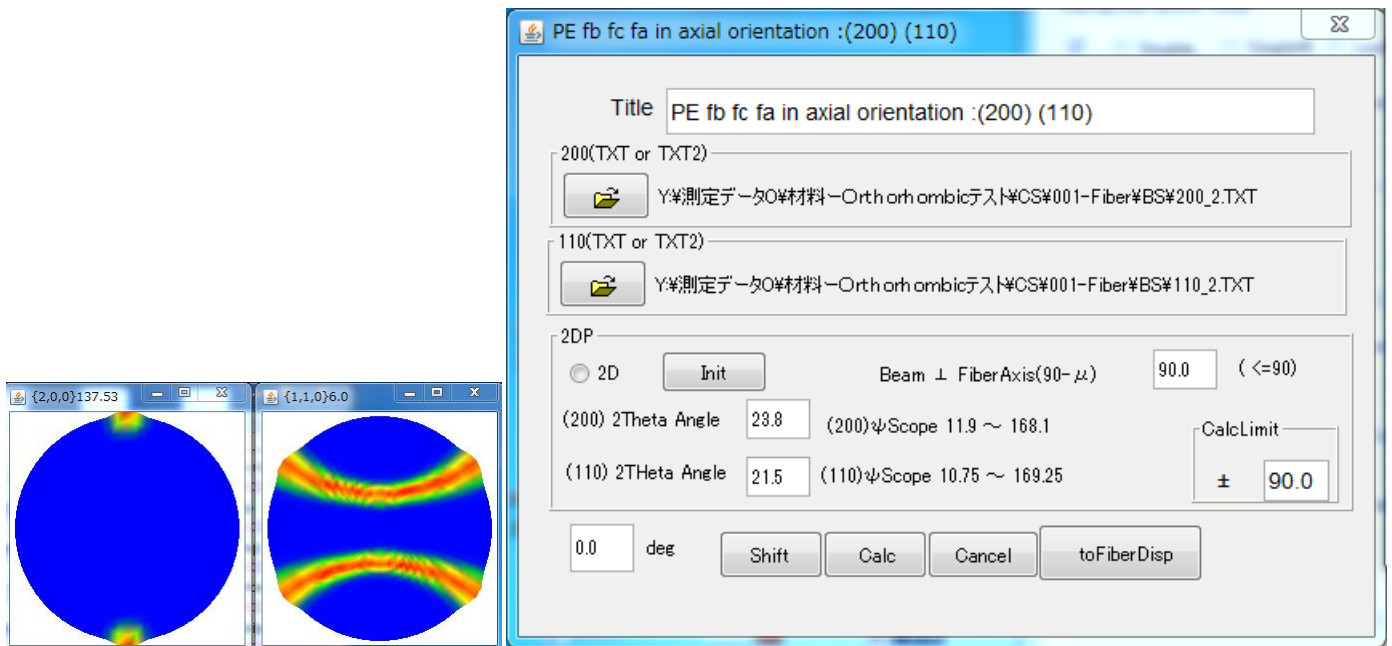 PE fb fc fa in axial orientation :(200) (110)
Title PE fb fc fa in axial orientation :(200) (110)
200(TXT or TXT2)
Y:¥測定データO¥材料ーOrthorhombicテスト¥CS¥001-Fiber¥BS¥200_2.TXT
110(TXT or TXT2)
Y:¥測定データO¥材料ーOrthorhombicテスト¥CS¥001-Fiber¥BS¥110_2.TXT
2DP
2D Init Beam ⊥ FiberAxis(90-μ) 90.0 ( <=90)
(200) 2Theta Angle 23.8 (200)ψScope 11.9 ～ 168.1
CalcLimit
(110) 2THeta Angle 21.5 (110)ψScope 10.75 ～ 169.25
± 90.0
0.0 deg Shift Calc Cancel toFiberDisp
{2,0,0}137.53
{1,1,0}6.0